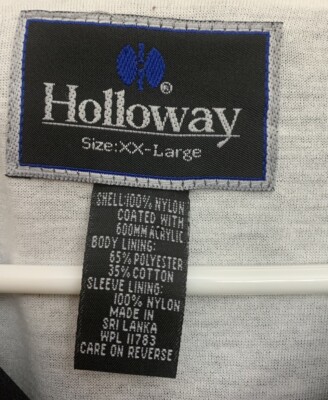 ®
Holloway
Size:XX-Large
SHELL:100% NYLON
COATED WITH
600MM ACRYLIC
BODY LINING:
65% POLYESTER
35% COTTON
SLEEVE LINING:
100% NYLON
MADE IN
SRI LANKA
WPL 11783
CARE ON REVERSE